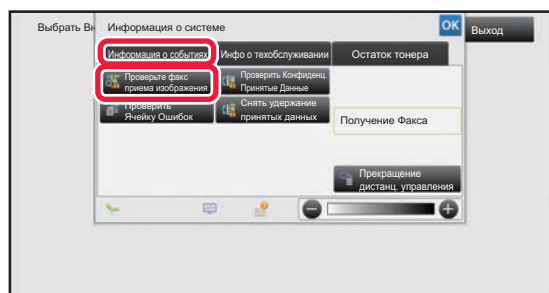 Выбрать Вн
Информация о системе
OK
Выход
Информация о событиях
Инфо о техобслуживании
Остаток тонера
Проверьте факс
приема изображения
Проверить Конфиденц.
Принятые Данные
Проверить
Ячейку Ошибок
Снять удержание
принятых данных
Получение Факса
Прекращение
дистанц. управления